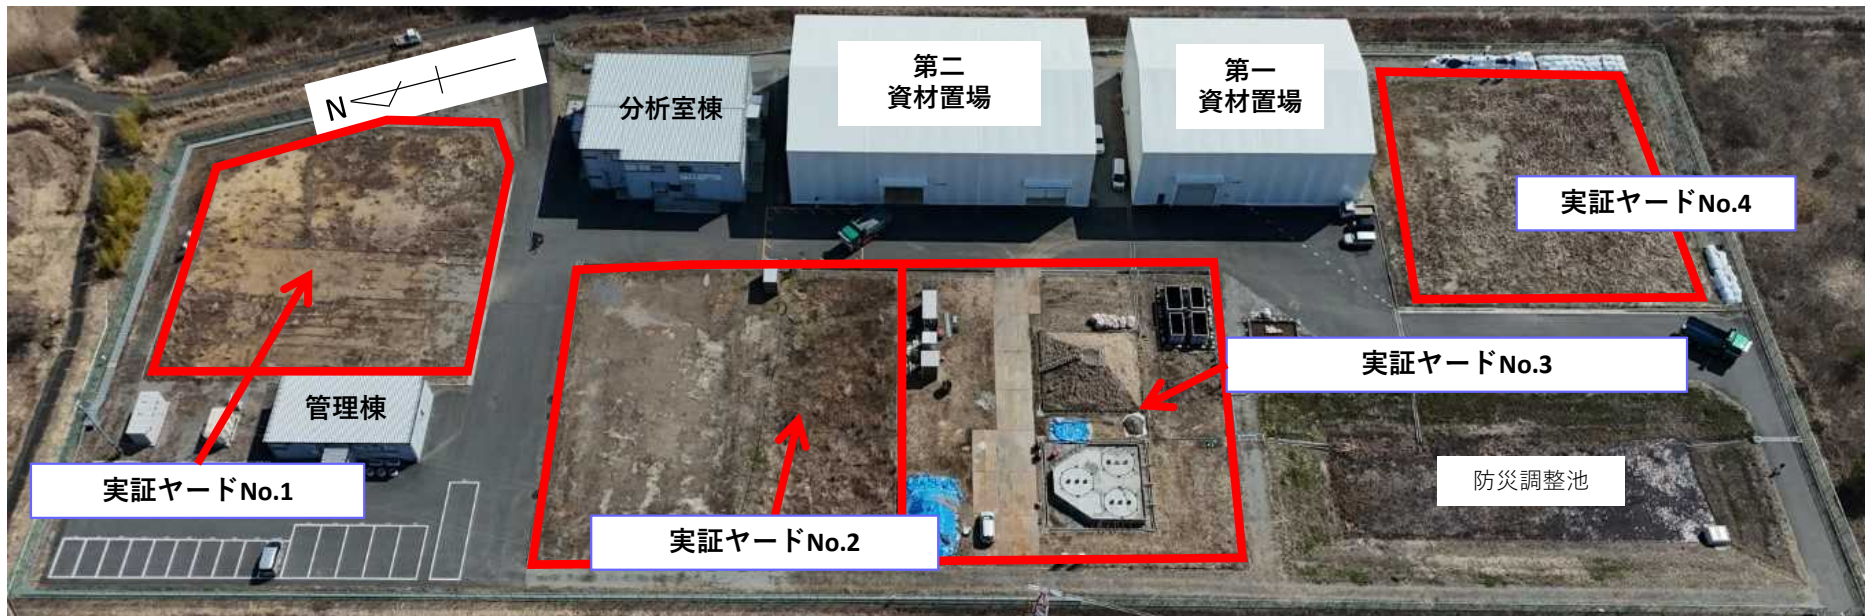 N
分析室棟
第二
資材置場
第一
資材置場
実証ヤードNo.4
実証ヤードNo.3
管理棟
実証ヤードNo.1
実証ヤードNo.2
防災調整池